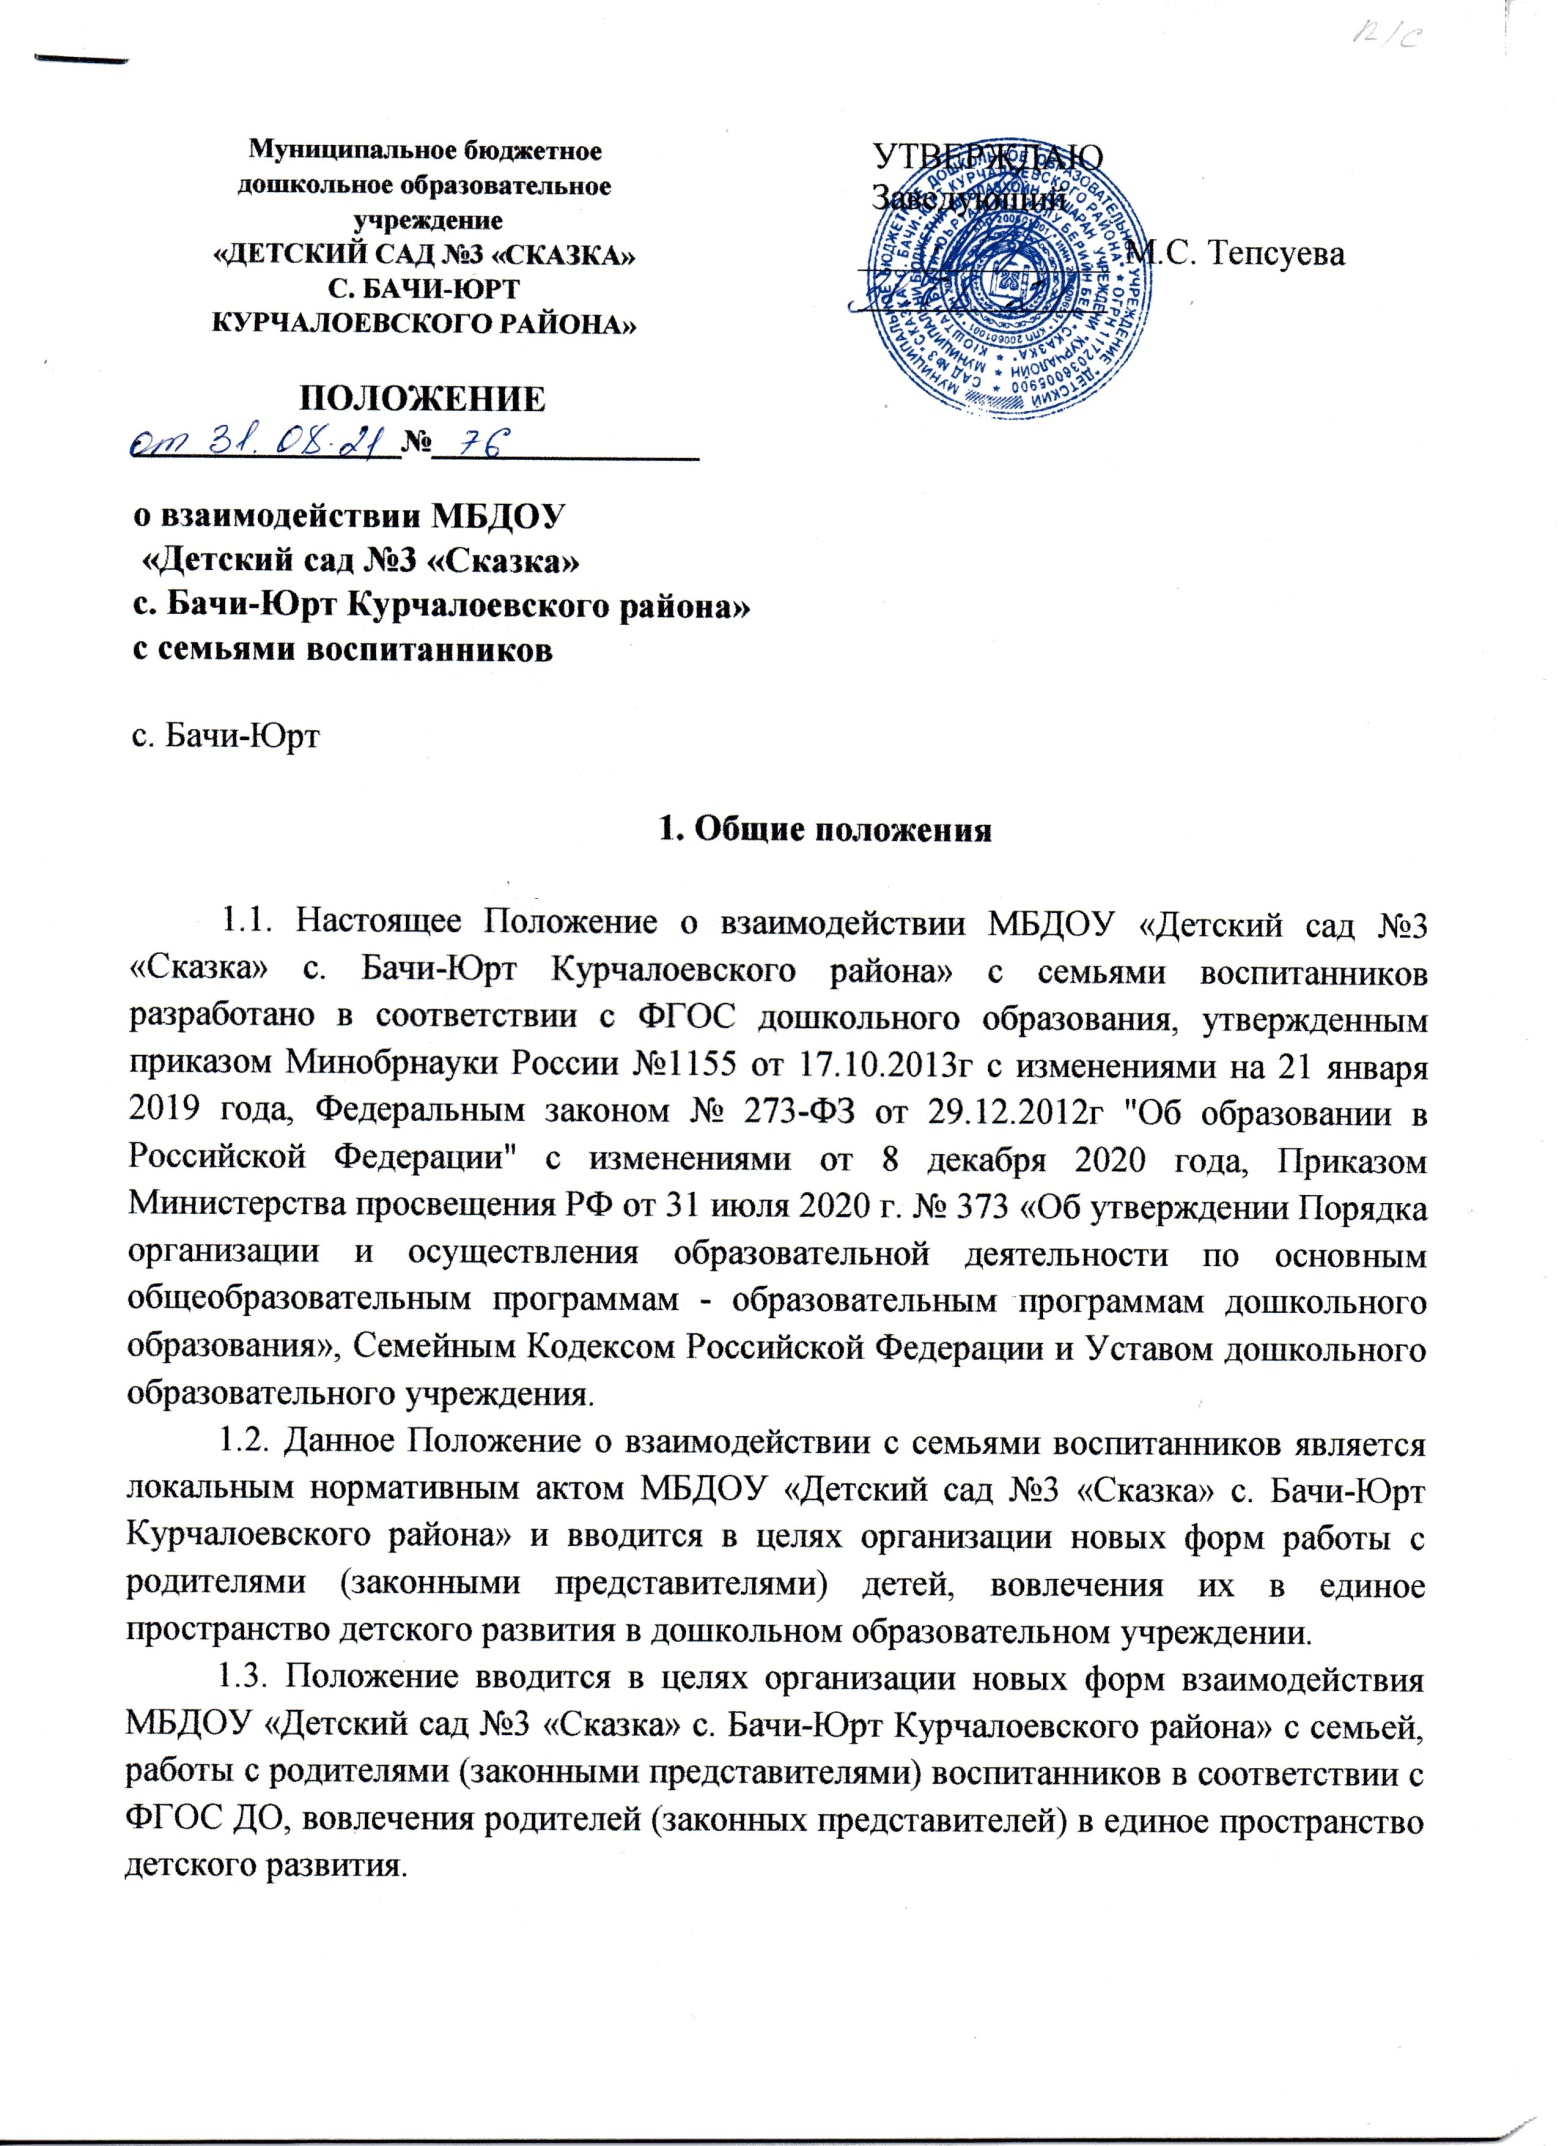 п/с
Муниципальное бюджетное
дошкольное образовательное
учреждение
«ДЕТСКИЙ САД №3 «СКАЗКА»
С. БАЧИ-ЮРТ
КУРЧАЛОЕВСКОГО РАЙОНА»
УТВЕРЖДАЮ
Заведующий
М.С. Тепсуева
ПОЛОЖЕНИЕ
от 31.08.21 № 76
о взаимодействии МБДОУ
«Детский сад №3 «Сказка»
с. Бачи-Юрт Курчалоевского района»
с семьями воспитанников
с. Бачи-Юрт
1. Общие положения
1.1. Настоящее Положение о взаимодействии МБДОУ «Детский сад №3
«Сказка» с. Бачи-Юрт Курчалоевского района» с семьями воспитанников
разработано в соответствии с ФГОС дошкольного образования, утвержденным
приказом Минобрнауки России №1155 от 17.10.2013г с изменениями на 21 января
2019 года, Федеральным законом № 273-ФЗ от 29.12.2012г "Об образовании в
Российской Федерации" с изменениями от 8 декабря 2020 года, Приказом
Министерства просвещения РФ от 31 июля 2020 г. № 373 «Об утверждении Порядка
организации и осуществления образовательной деятельности по основным
общеобразовательным программам - образовательным программам дошкольного
образования», Семейным Кодексом Российской Федерации и Уставом дошкольного
образовательного учреждения.
1.2. Данное Положение о взаимодействии с семьями воспитанников является
локальным нормативным актом МБДОУ «Детский сад №3 «Сказка» с. Бачи-Юрт
Курчалоевского района» и вводится в целях организации новых форм работы с
родителями (законными представителями) детей, вовлечения их в единое
пространство детского развития в дошкольном образовательном учреждении.
1.3. Положение вводится в целях организации новых форм взаимодействия
МБДОУ «Детский сад №3 «Сказка» с. Бачи-Юрт Курчалоевского района» с семьей,
работы с родителями (законными представителями) воспитанников в соответствии с
ФГОС ДО, вовлечения родителей (законных представителей) в единое пространство
детского развития.